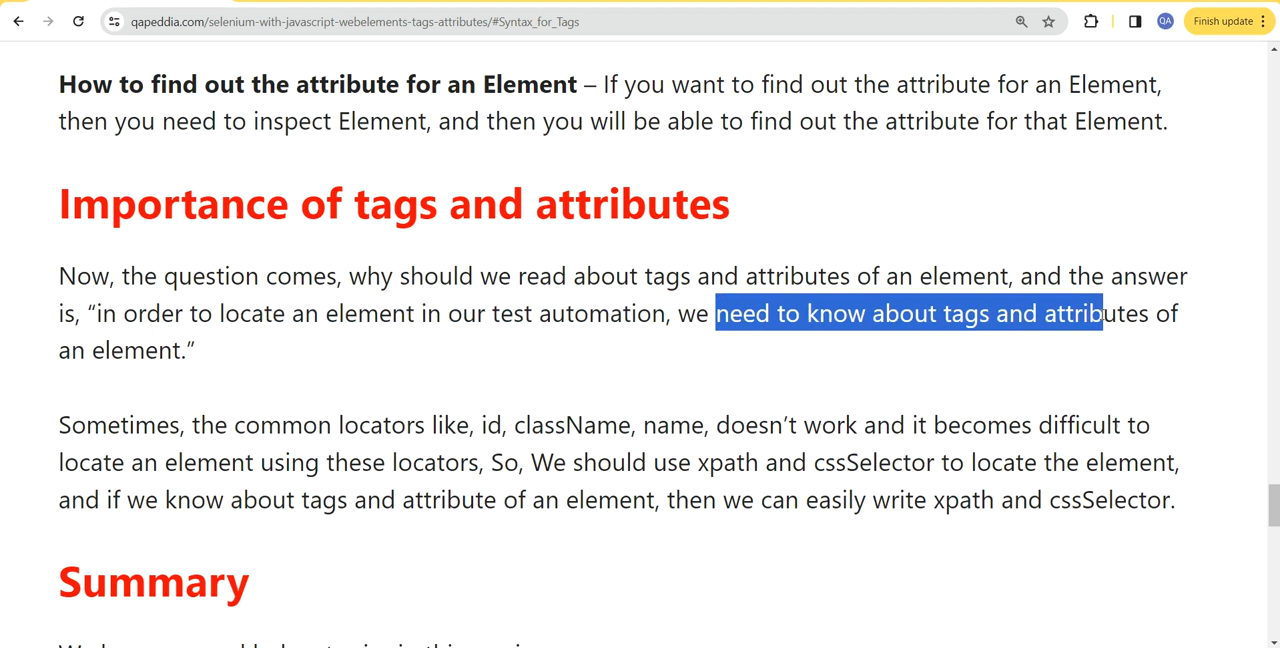 qapeddia.com/selenium-with-javascript-webelements-tags-attributes/#Syntax_for_Tags
QA
Finish update
How to find out the attribute for an Element – If you want to find out the attribute for an Element,
then you need to inspect Element, and then you will be able to find out the attribute for that Element.
Importance of tags and attributes
Now, the question comes, why should we read about tags and attributes of an element, and the answer
is, “in order to locate an element in our test automation, we need to know about tags and attributes of
an element.”
Sometimes, the common locators like, id, className, name, doesn’t work and it becomes difficult to
locate an element using these locators, So, We should use xpath and cssSelector to locate the element,
and if we know about tags and attribute of an element, then we can easily write xpath and cssSelector.
Summary